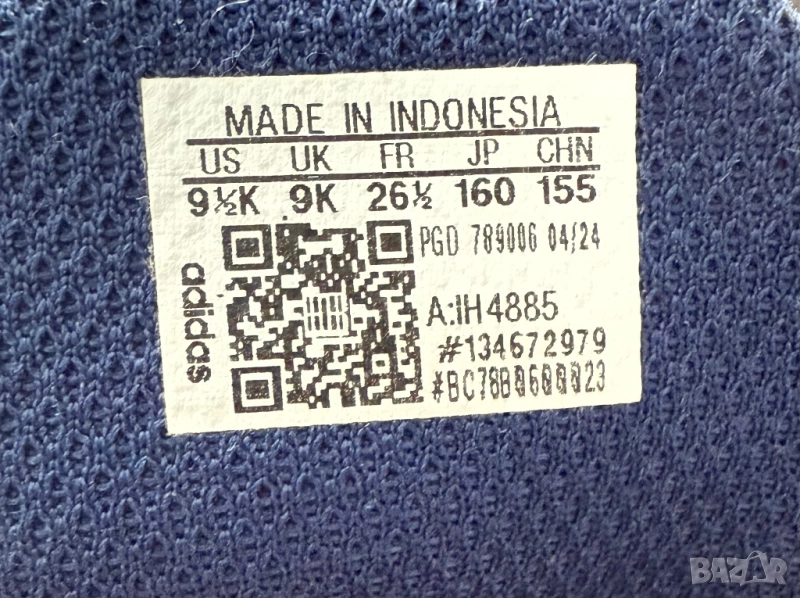 MADE IN INDONESIA
US UK FR JP CHN
9½K 9K 26½ 160 155
PGD 789006 04/24
adidas
A:IH4885
#134672979
BAZAR